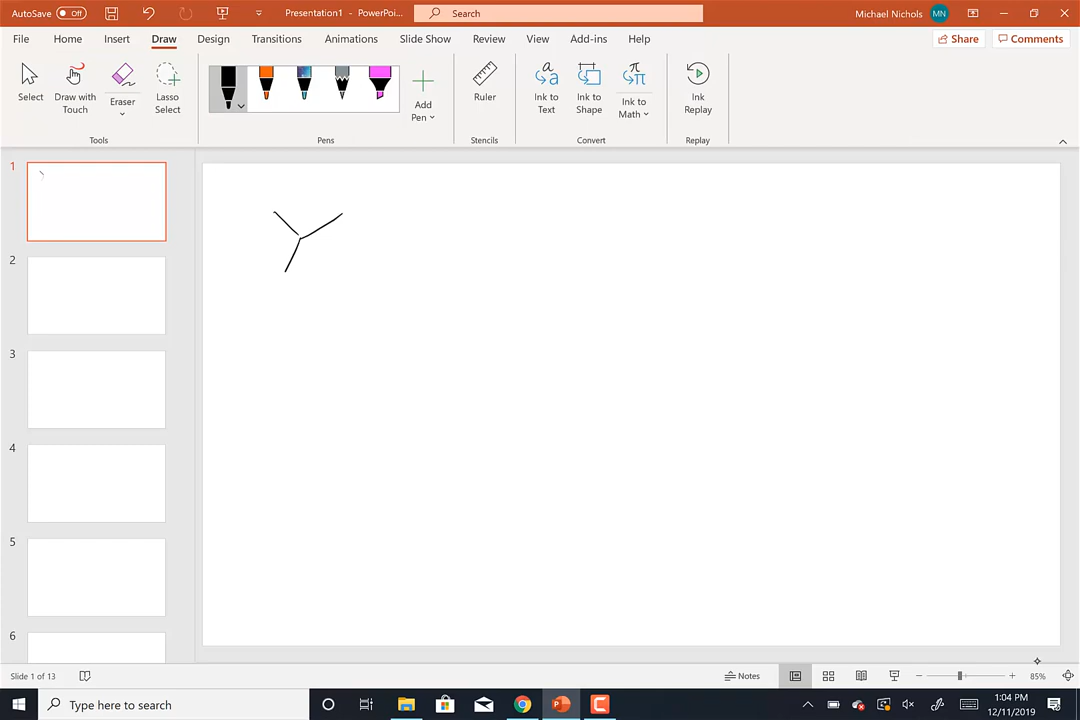 AutoSave Off Presentation1 - PowerPoi... Search Michael Nichols MN
File Home Insert Draw Design Transitions Animations Slide Show Review View Add-ins Help Share Comments
Select
Draw with Touch
Eraser
Lasso Select
Add Pen
Ruler
Ink to Text
Ink to Shape
Ink to Math
Ink Replay
Tools Pens Stencils Convert Replay
1
2
3
4
5
6
Slide 1 of 13 Notes 85%
Type here to search
1:04 PM
12/11/2019